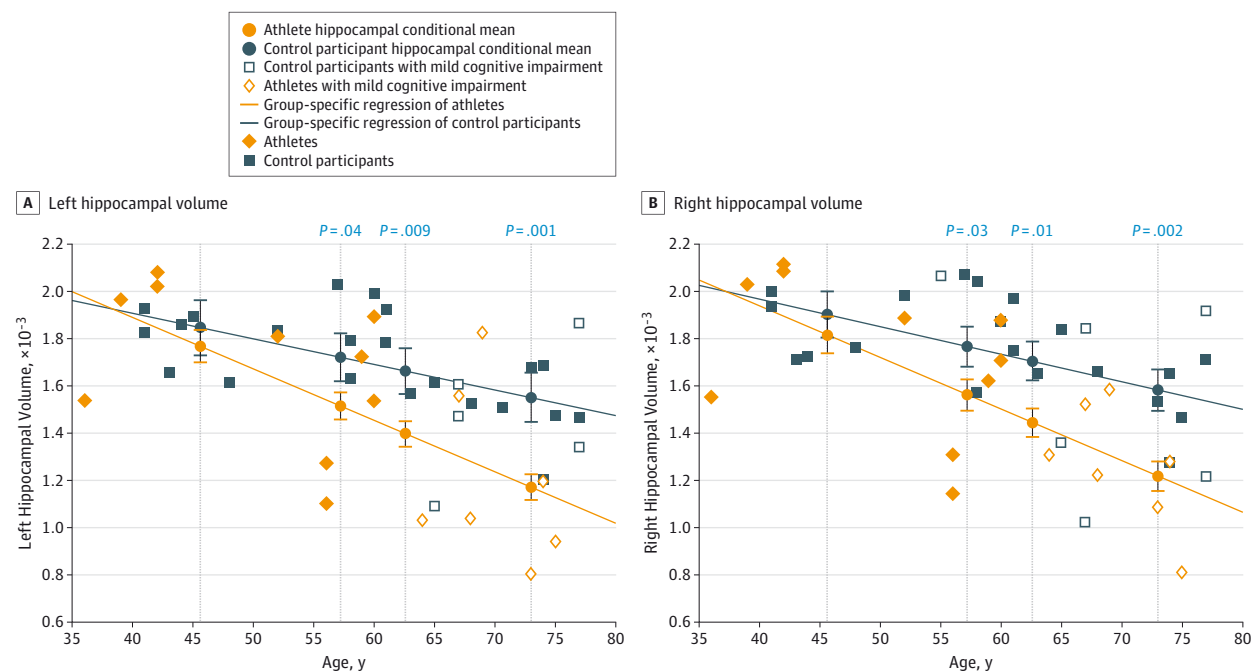 Athlete hippocampal conditional mean
Control participant hippocampal conditional mean
Control participants with mild cognitive impairment
Athletes with mild cognitive impairment
Group-specific regression of athletes
Group-specific regression of control participants
Athletes
Control participants
A Left hippocampal volume
P = .04 P = .009 P = .001
2.2
2.0
1.8
1.6
1.4
1.2
1.0
0.8
0.6
Left Hippocampal Volume, ×10⁻³
35 40 45 50 55 60 65 70 75 80
Age, y
B Right hippocampal volume
P = .03 P = .01 P = .002
2.2
2.0
1.8
1.6
1.4
1.2
1.0
0.8
0.6
Right Hippocampal Volume, ×10⁻³
35 40 45 50 55 60 65 70 75 80
Age, y